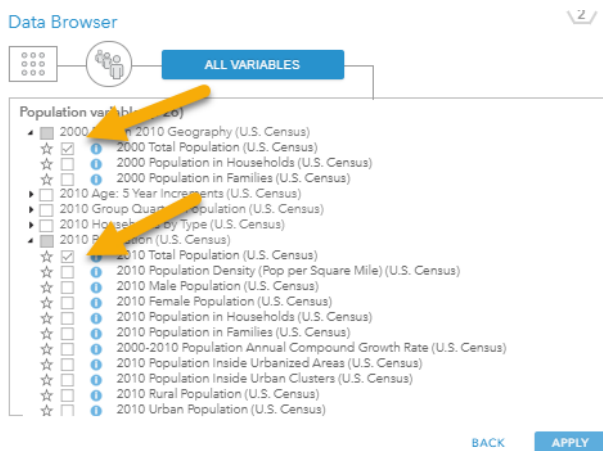 Data Browser
2
ALL VARIABLES
Population 26)
2000 2010 Geography (U.S. Census)
2000 Total Population (U.S. Census)
2000 Population in Households (U.S. Census)
2000 Population in Families (U.S. Census)
2010 Age: 5 Year Increments (U.S. Census)
2010 Group (U.S. Census)
2010 by Type (U.S. Census)
2010 (U.S. Census)
2010 Total Population (U.S. Census)
2010 Population Density (Pop per Square Mile) (U.S. Census)
2010 Male Population (U.S. Census)
2010 Female Population (U.S. Census)
2010 Population in Households (U.S. Census)
2010 Population in Families (U.S. Census)
2000-2010 Population Annual Compound Growth Rate (U.S. Census)
2010 Population Inside Urbanized Areas (U.S. Census)
2010 Population Inside Urban Clusters (U.S. Census)
2010 Rural Population (U.S. Census)
2010 Urban Population (U.S. Census)
BACK
APPLY